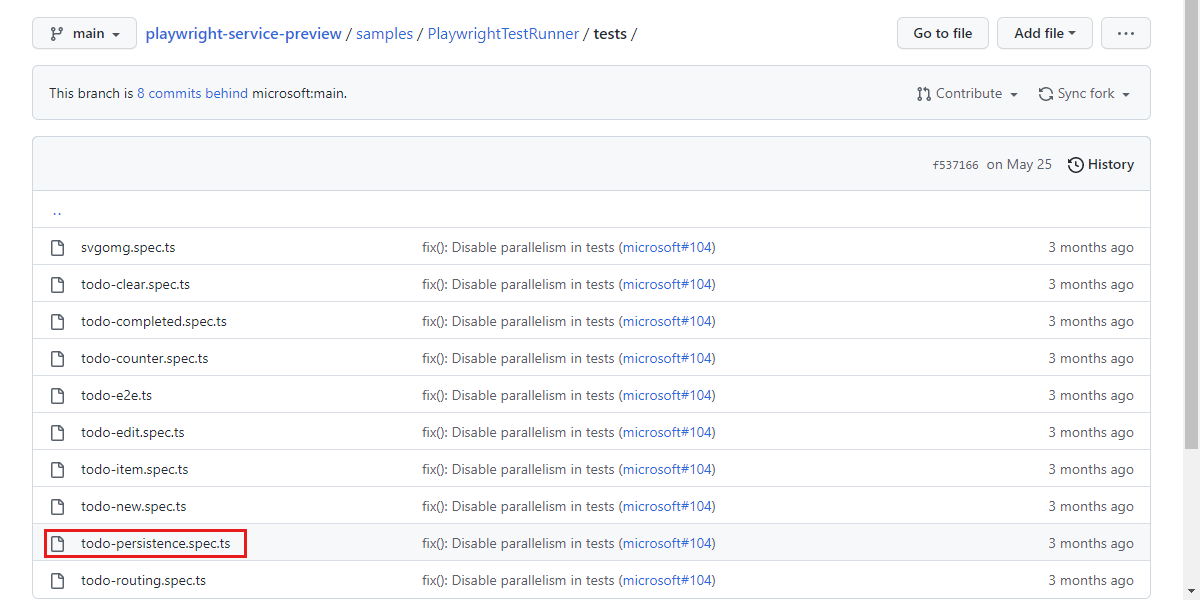 main playwright-service-preview / samples / PlaywrightTestRunner / tests / Go to file Add file ...
This branch is 8 commits behind microsoft:main. Contribute Sync fork
f537166 on May 25 History
..
svgomg.spec.ts fix(): Disable parallelism in tests (microsoft#104) 3 months ago
todo-clear.spec.ts fix(): Disable parallelism in tests (microsoft#104) 3 months ago
todo-completed.spec.ts fix(): Disable parallelism in tests (microsoft#104) 3 months ago
todo-counter.spec.ts fix(): Disable parallelism in tests (microsoft#104) 3 months ago
todo-e2e.ts fix(): Disable parallelism in tests (microsoft#104) 3 months ago
todo-edit.spec.ts fix(): Disable parallelism in tests (microsoft#104) 3 months ago
todo-item.spec.ts fix(): Disable parallelism in tests (microsoft#104) 3 months ago
todo-new.spec.ts fix(): Disable parallelism in tests (microsoft#104) 3 months ago
todo-persistence.spec.ts fix(): Disable parallelism in tests (microsoft#104) 3 months ago
todo-routing.spec.ts fix(): Disable parallelism in tests (microsoft#104) 3 months ago